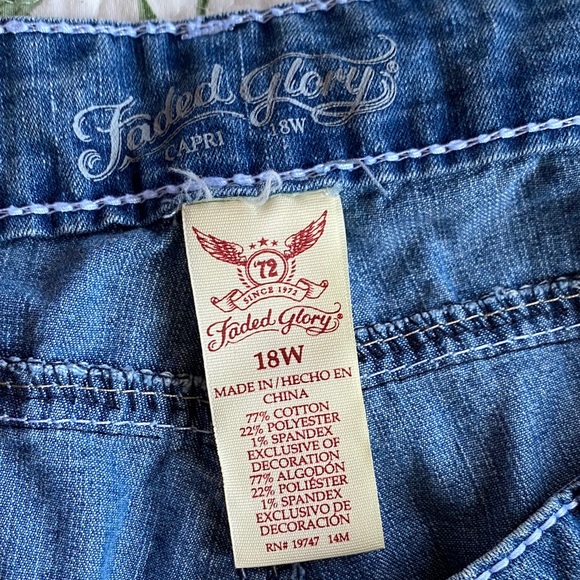 Faded Glory®
CAPRI 18W
'72
SINCE 1972
Faded Glory®
18W
MADE IN/HECHO EN
CHINA
77% COTTON
22% POLYESTER
1% SPANDEX
EXCLUSIVE OF
DECORATION
77% ALGODÓN
22% POLIÉSTER
1% SPANDEX
EXCLUSIVO DE
DECORACIÓN
RN# 19747 14M